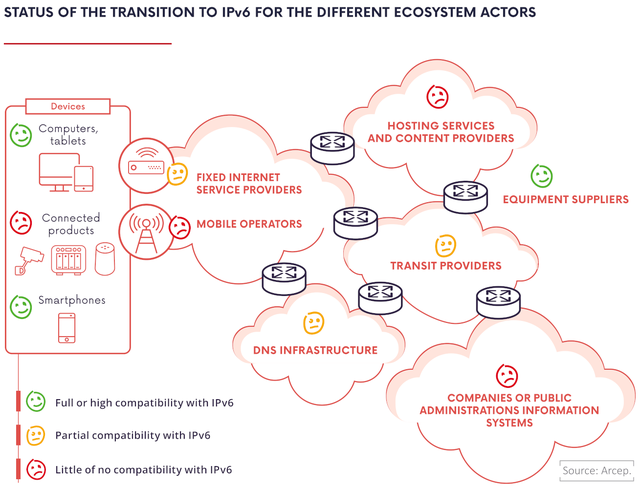 STATUS OF THE TRANSITION TO IPv6 FOR THE DIFFERENT ECOSYSTEM ACTORS
Devices
Computers,
tablets
Connected
products
Smartphones
FIXED INTERNET
SERVICE PROVIDERS
MOBILE OPERATORS
HOSTING SERVICES
AND CONTENT PROVIDERS
EQUIPMENT SUPPLIERS
TRANSIT PROVIDERS
DNS INFRASTRUCTURE
COMPANIES OR PUBLIC
ADMINISTRATIONS INFORMATION
SYSTEMS
Full or high compatibility with IPv6
Partial compatibility with IPv6
Little of no compatibility with IPv6
Source: Arcep.